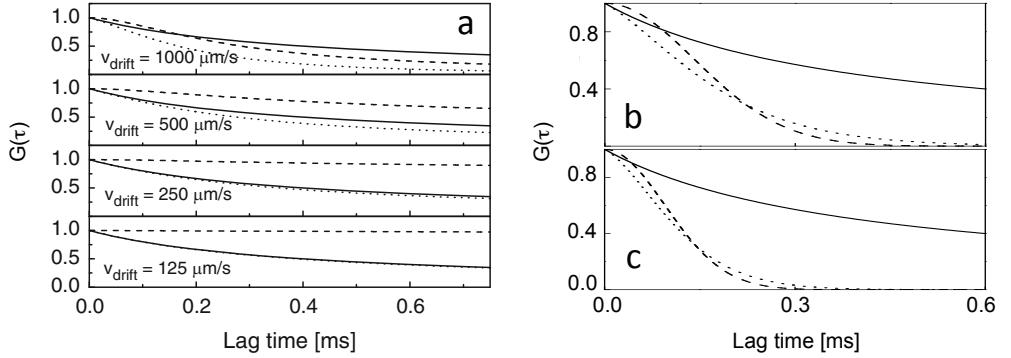 a
G(τ)
1.0
0.5
v_drift = 1000 μm/s
1.0
0.5
v_drift = 500 μm/s
1.0
0.5
v_drift = 250 μm/s
1.0
0.5
0.0
v_drift = 125 μm/s
0.0 0.2 0.4 0.6
Lag time [ms]
b
G(τ)
0.8
0.4
c
0.8
0.4
0.0
0.0 0.3 0.6
Lag time [ms]